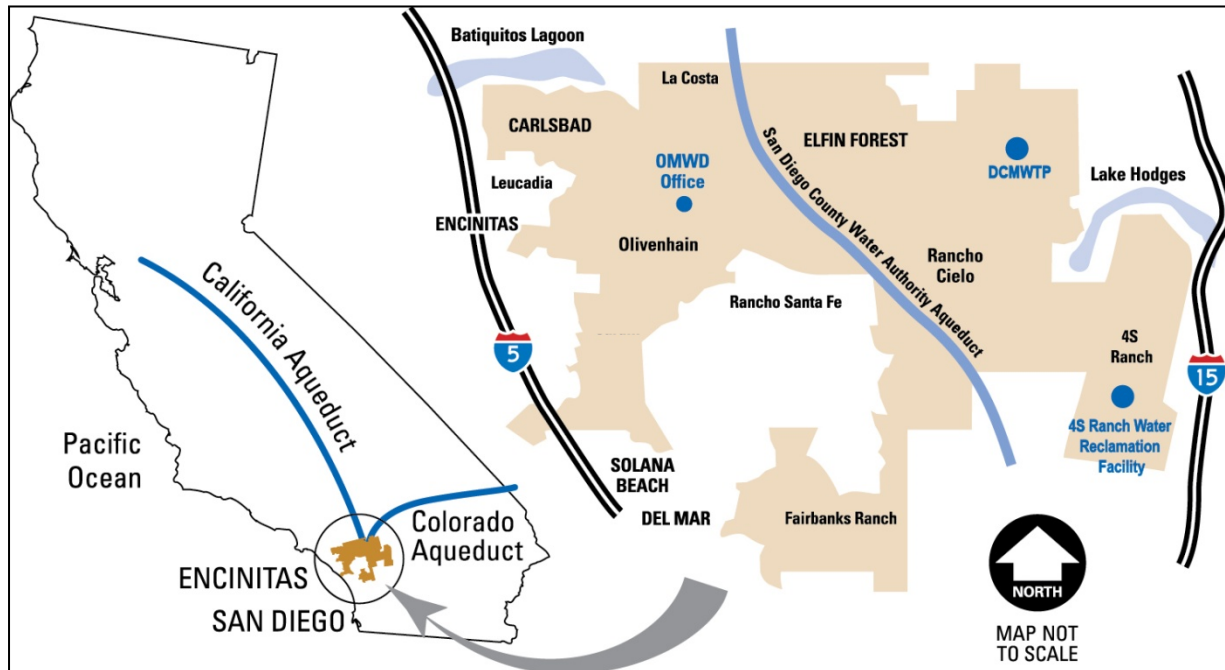 Batiquitos Lagoon
La Costa
CARLSBAD
ELFIN FOREST
OMWD
Office
DCMWTP
Lake Hodges
Leucadia
ENCINITAS
Olivenhain
San Diego County Water Authority Aqueduct
Rancho
Cielo
Rancho Santa Fe
5
4S
Ranch
15
4S Ranch Water
Reclamation
Facility
SOLANA
BEACH
DEL MAR
Fairbanks Ranch
California Aqueduct
Pacific
Ocean
Colorado
Aqueduct
ENCINITAS
SAN DIEGO
NORTH
MAP NOT
TO SCALE